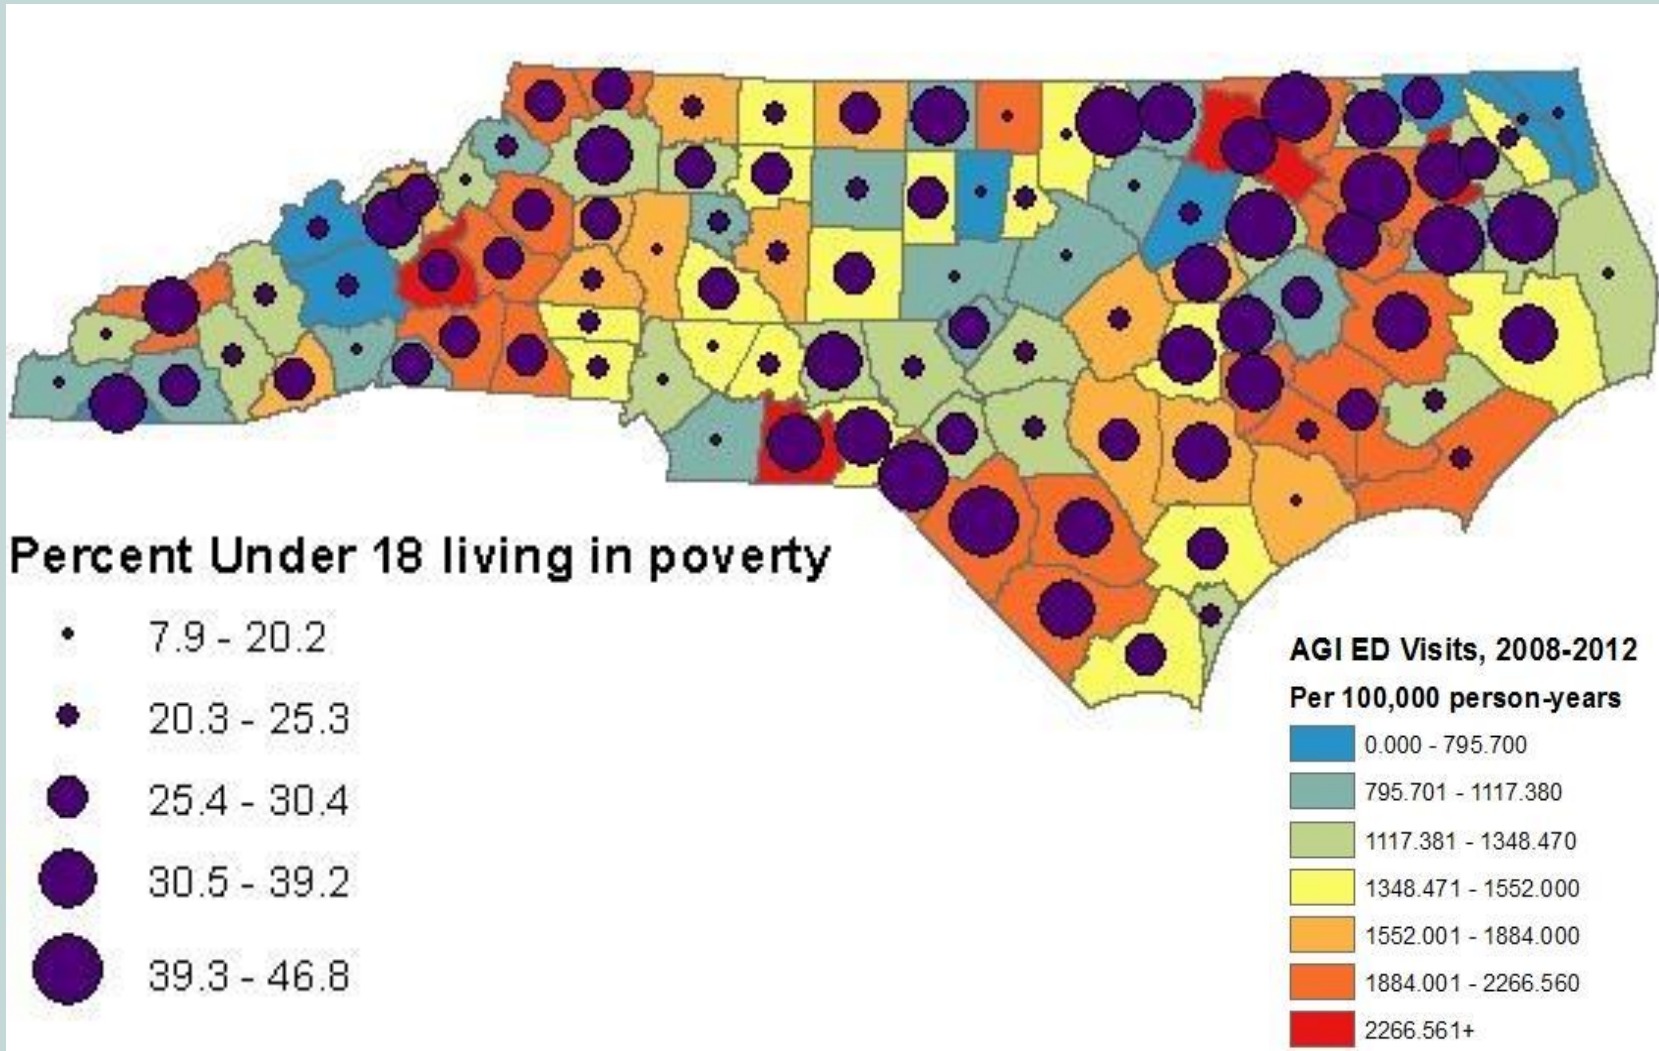 Percent Under 18 living in poverty
7.9 - 20.2
20.3 - 25.3
25.4 - 30.4
30.5 - 39.2
39.3 - 46.8
AGI ED Visits, 2008-2012
Per 100,000 person-years
0.000 - 795.700
795.701 - 1117.380
1117.381 - 1348.470
1348.471 - 1552.000
1552.001 - 1884.000
1884.001 - 2266.560
2266.561+